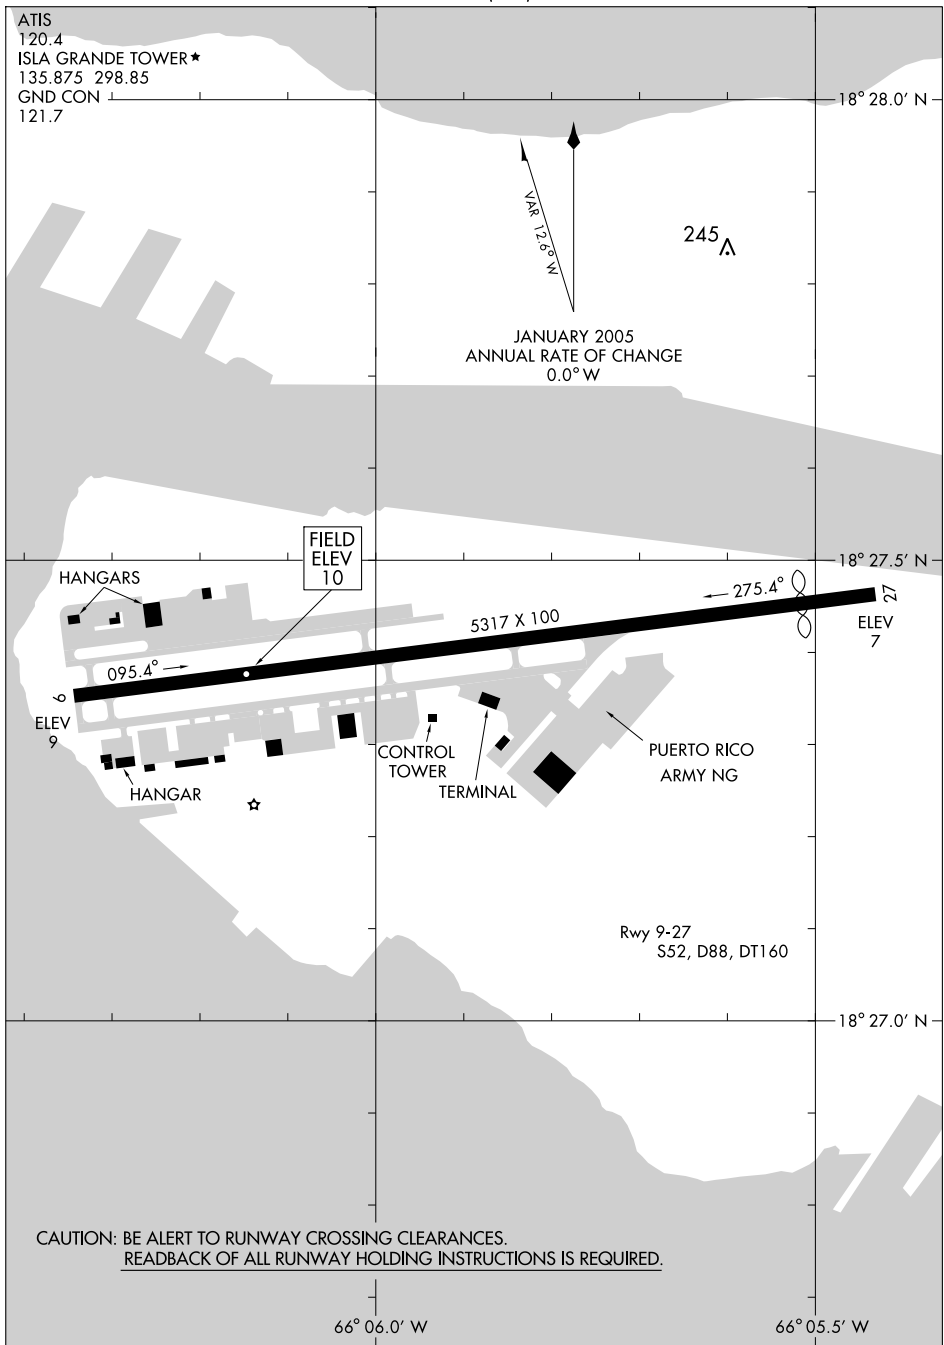 ATIS
120.4
ISLA GRANDE TOWER★
135.875 298.85
GND CON
121.7
18° 28.0' N
VAR 12.6° W
245
JANUARY 2005
ANNUAL RATE OF CHANGE
0.0° W
FIELD
ELEV
10
18° 27.5' N
HANGARS
275.4°
27
5317 X 100
ELEV
7
095.4°
9
ELEV
9
CONTROL
TOWER
TERMINAL
PUERTO RICO
ARMY NG
HANGAR
Rwy 9-27
S52, D88, DT160
18° 27.0' N
CAUTION: BE ALERT TO RUNWAY CROSSING CLEARANCES.
READBACK OF ALL RUNWAY HOLDING INSTRUCTIONS IS REQUIRED.
66° 06.0' W
66° 05.5' W